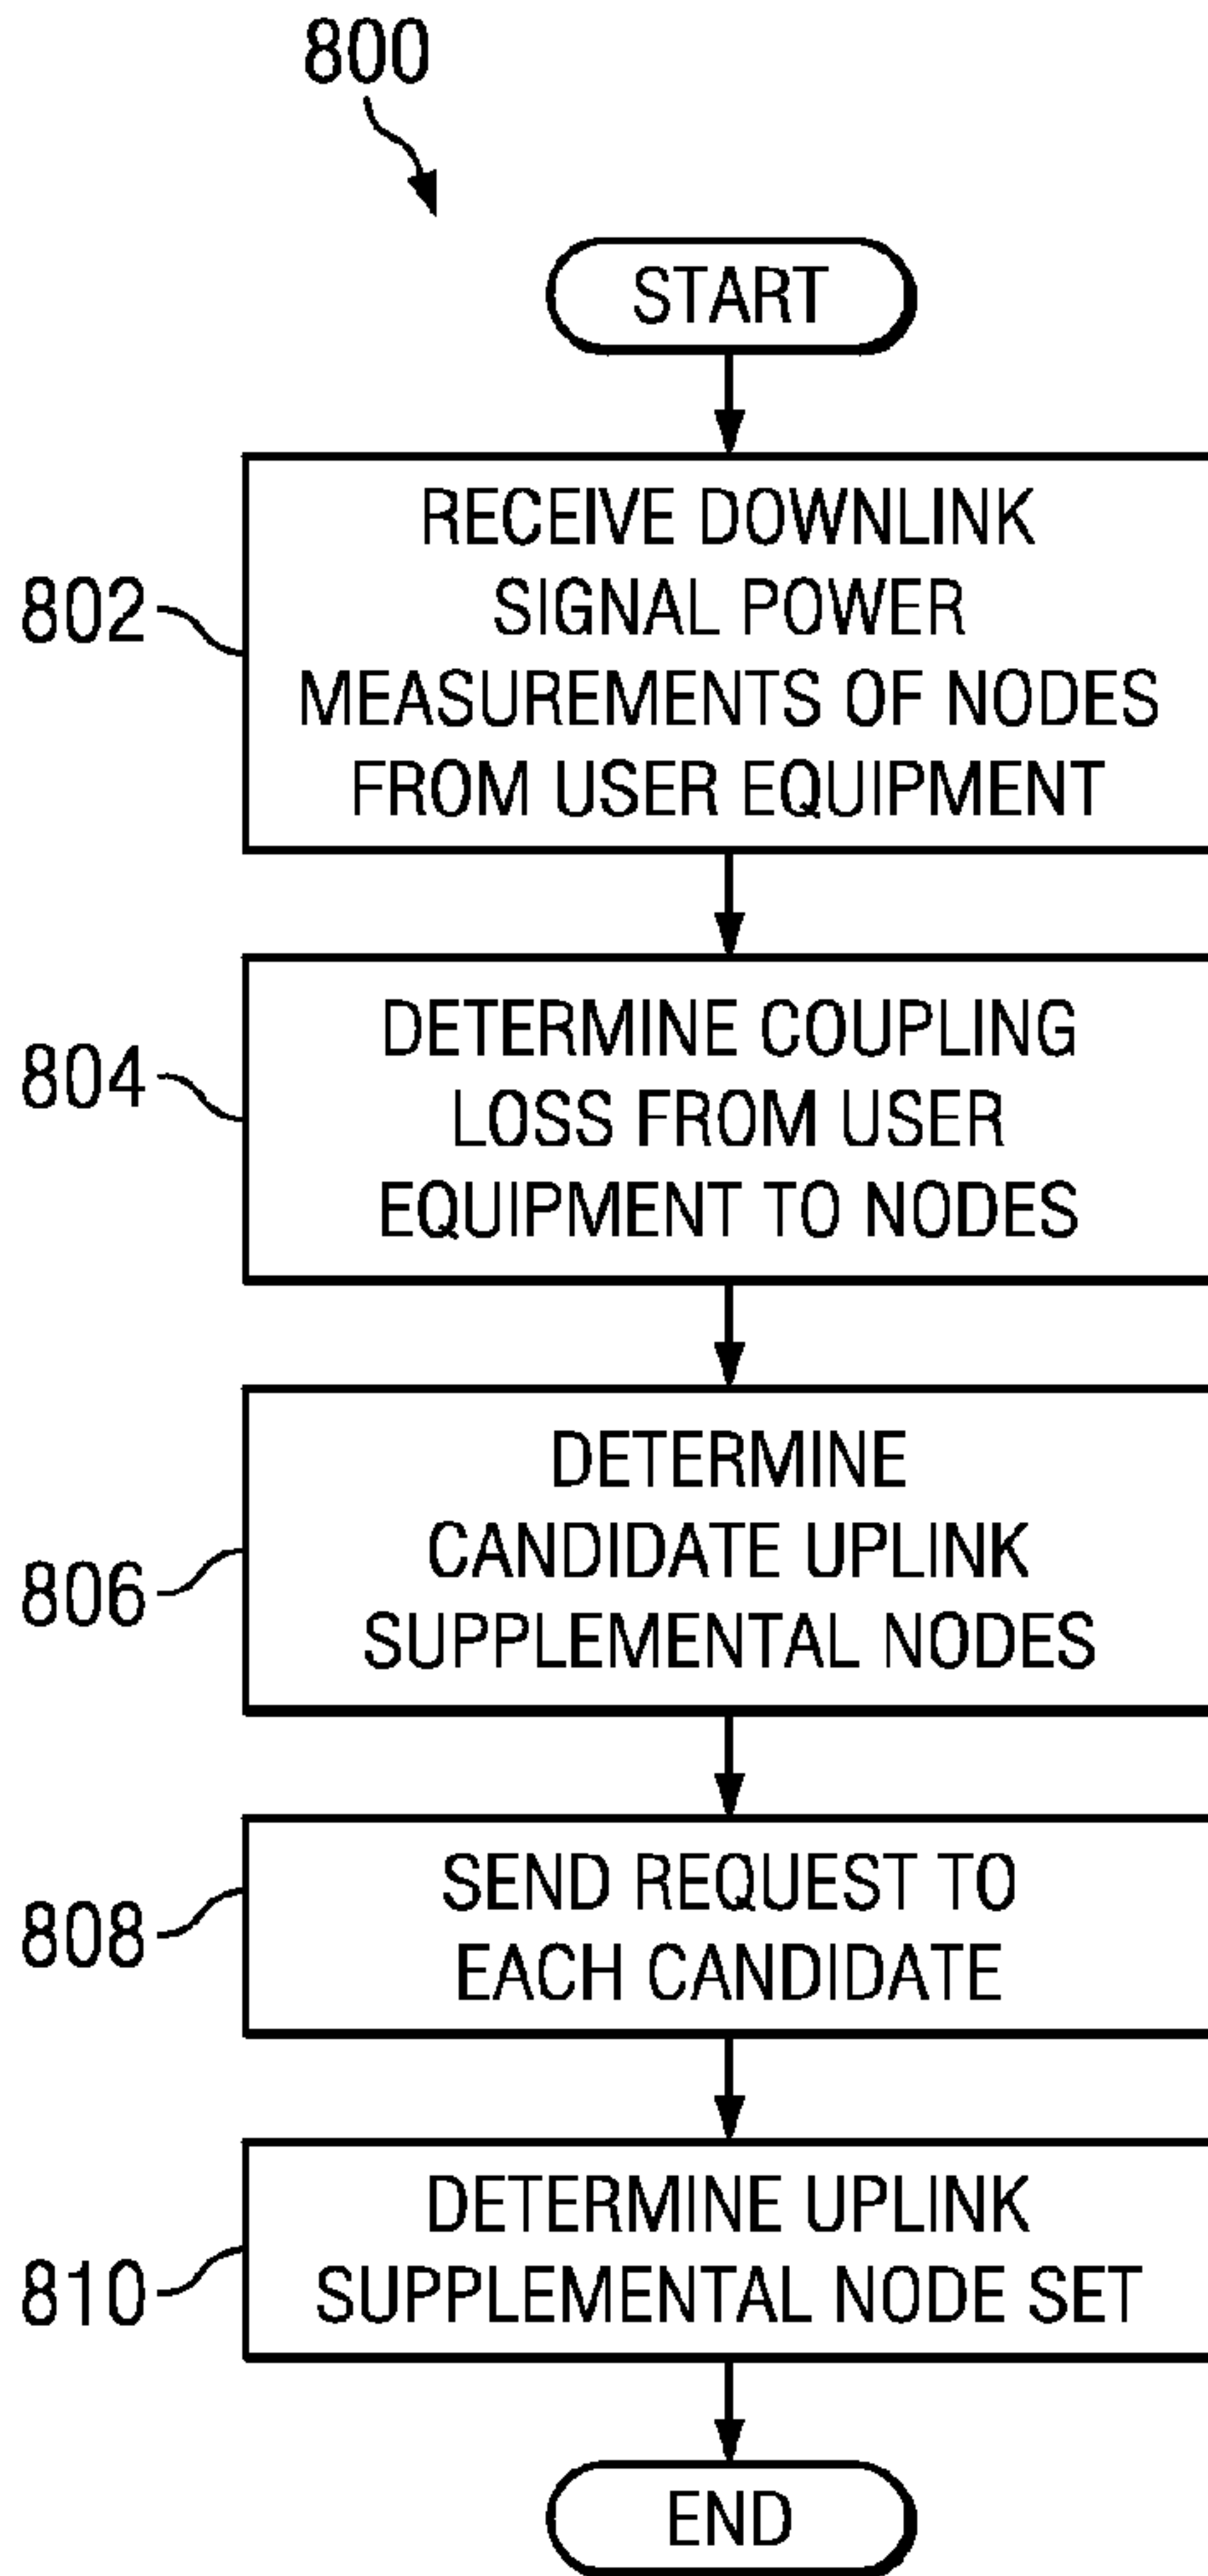 800
START
802
RECEIVE DOWNLINK
SIGNAL POWER
MEASUREMENTS OF NODES
FROM USER EQUIPMENT
804
DETERMINE COUPLING
LOSS FROM USER
EQUIPMENT TO NODES
806
DETERMINE
CANDIDATE UPLINK
SUPPLEMENTAL NODES
808
SEND REQUEST TO
EACH CANDIDATE
810
DETERMINE UPLINK
SUPPLEMENTAL NODE SET
END